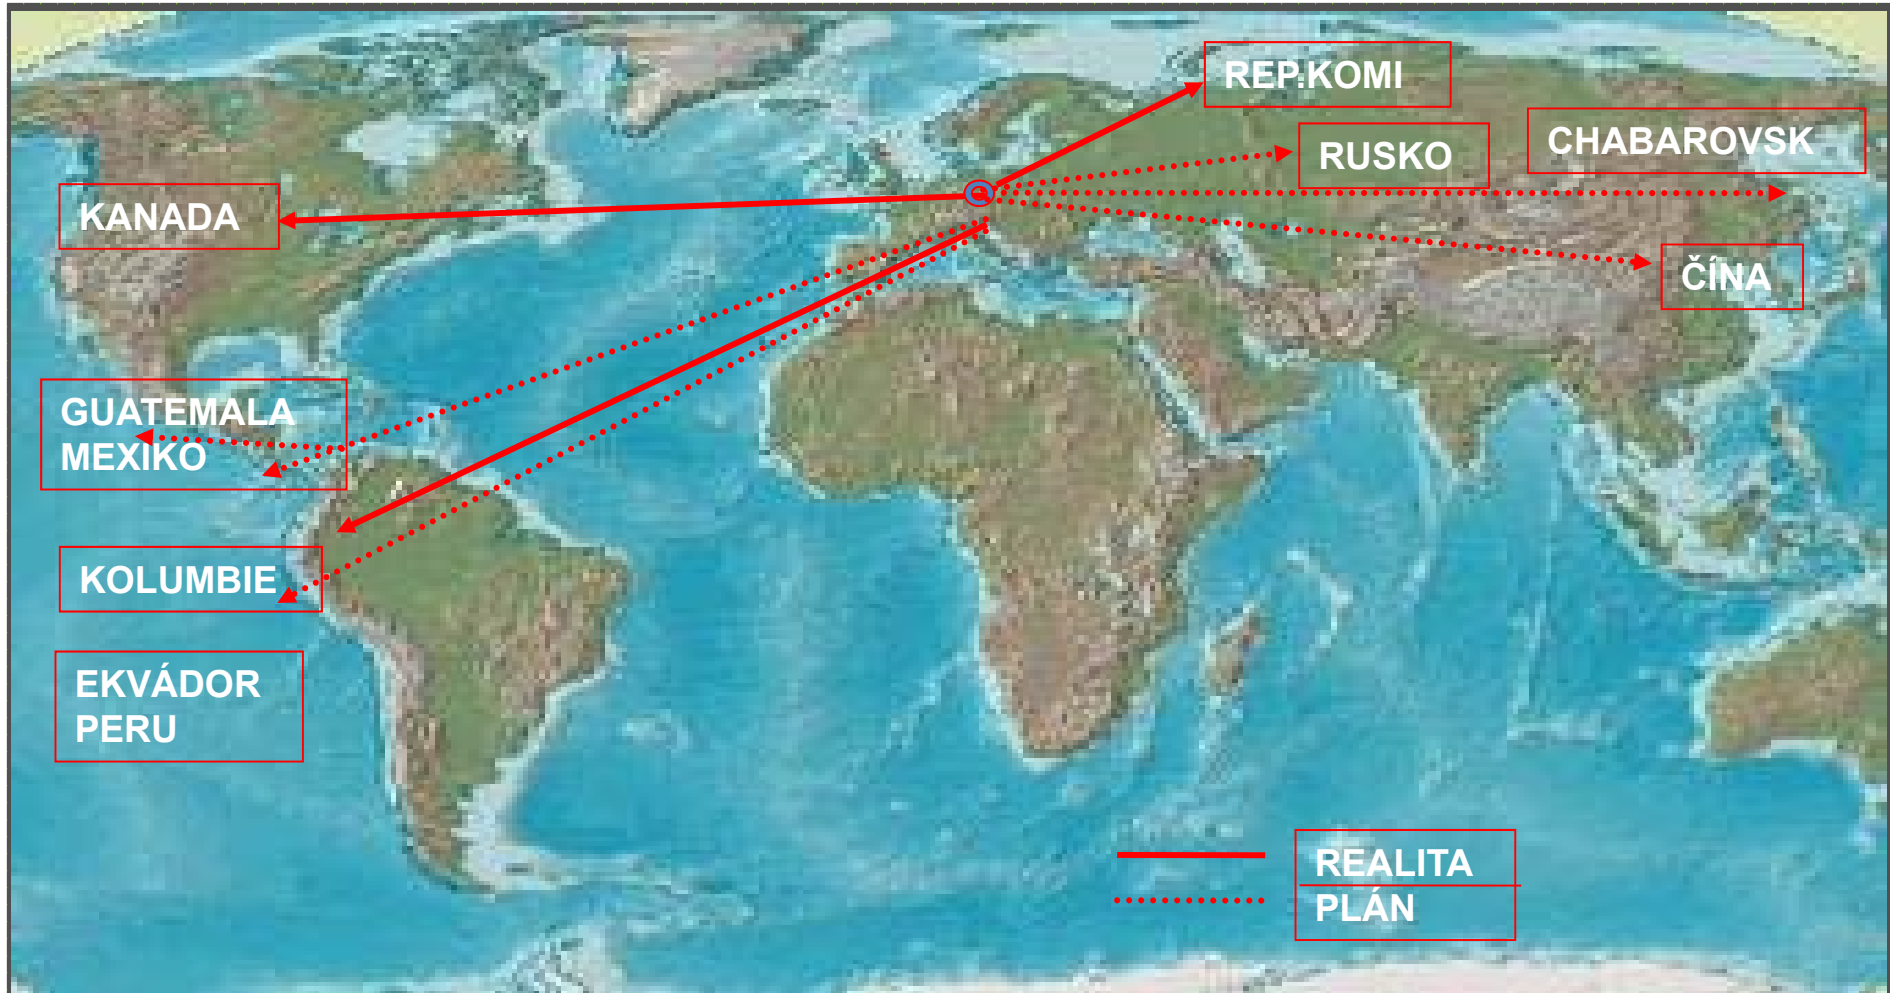 REP.KOMI
CHABAROVSK
RUSKO
KANADA
ČÍNA
GUATEMALA
MEXIKO
KOLUMBIE
EKVÁDOR
PERU
REALITA
PLÁN